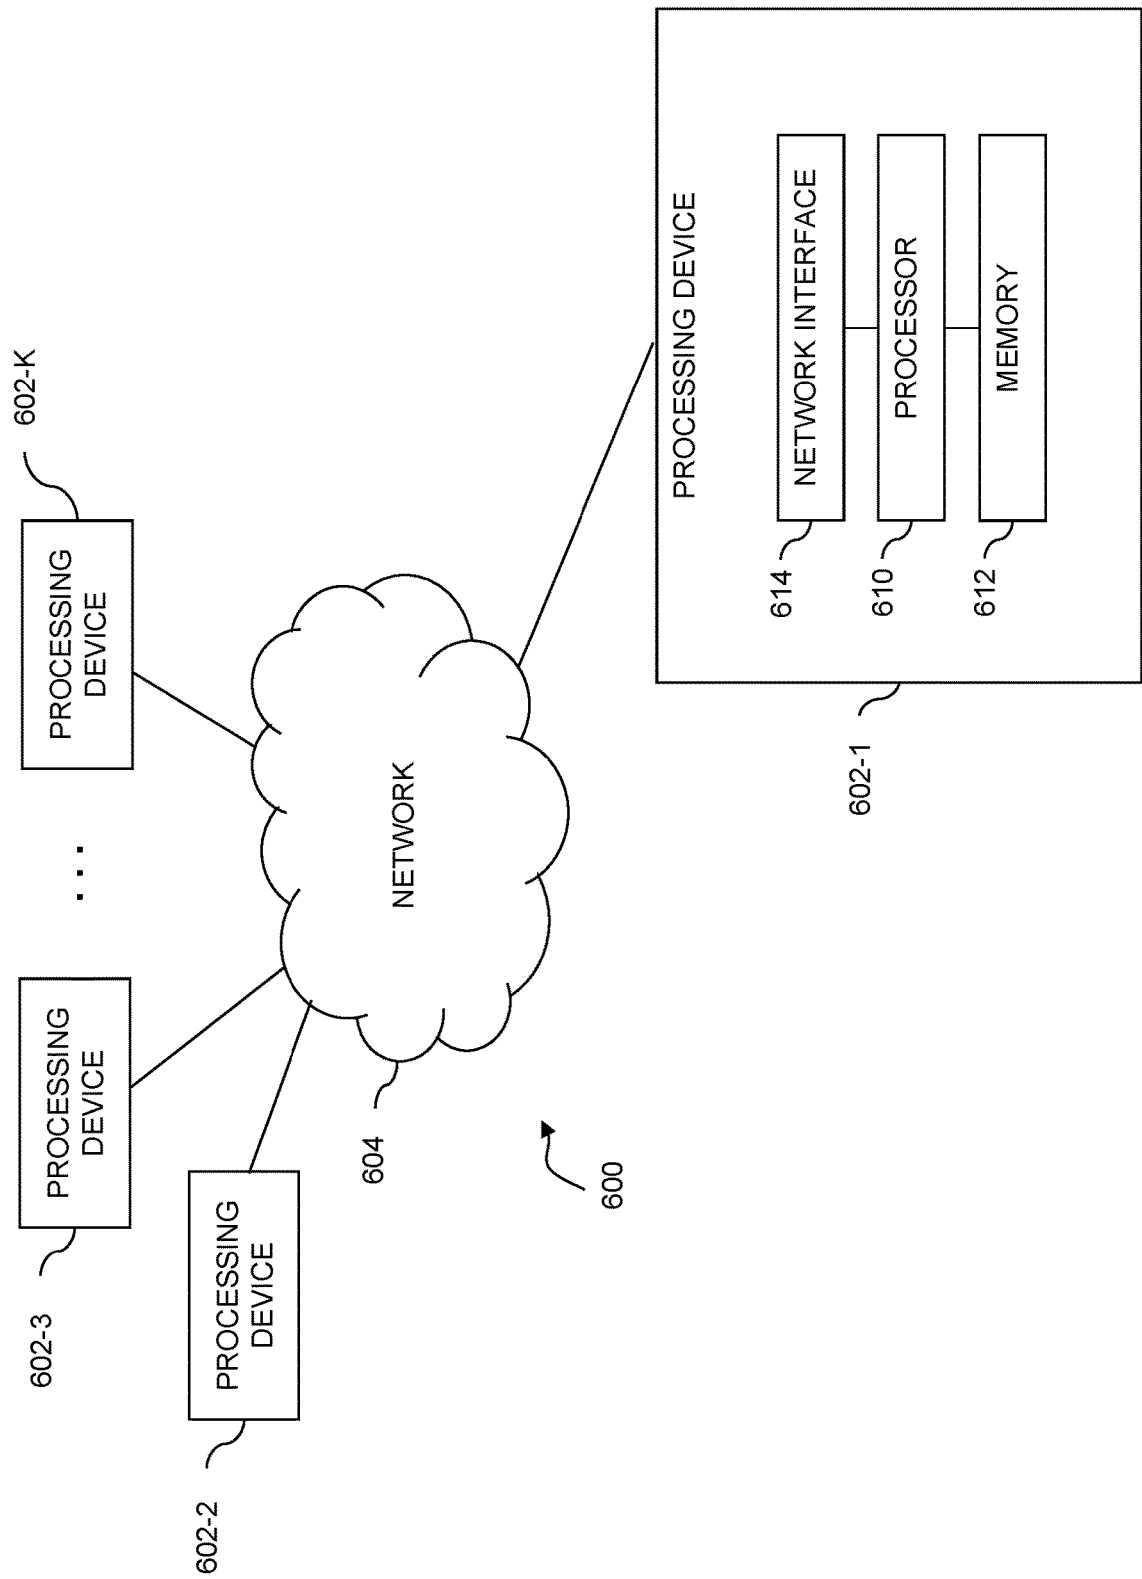 602-2
PROCESSING
DEVICE
602-3
PROCESSING
DEVICE
...
602-K
PROCESSING
DEVICE
604
NETWORK
600
602-1
PROCESSING DEVICE
614
NETWORK INTERFACE
610
PROCESSOR
612
MEMORY